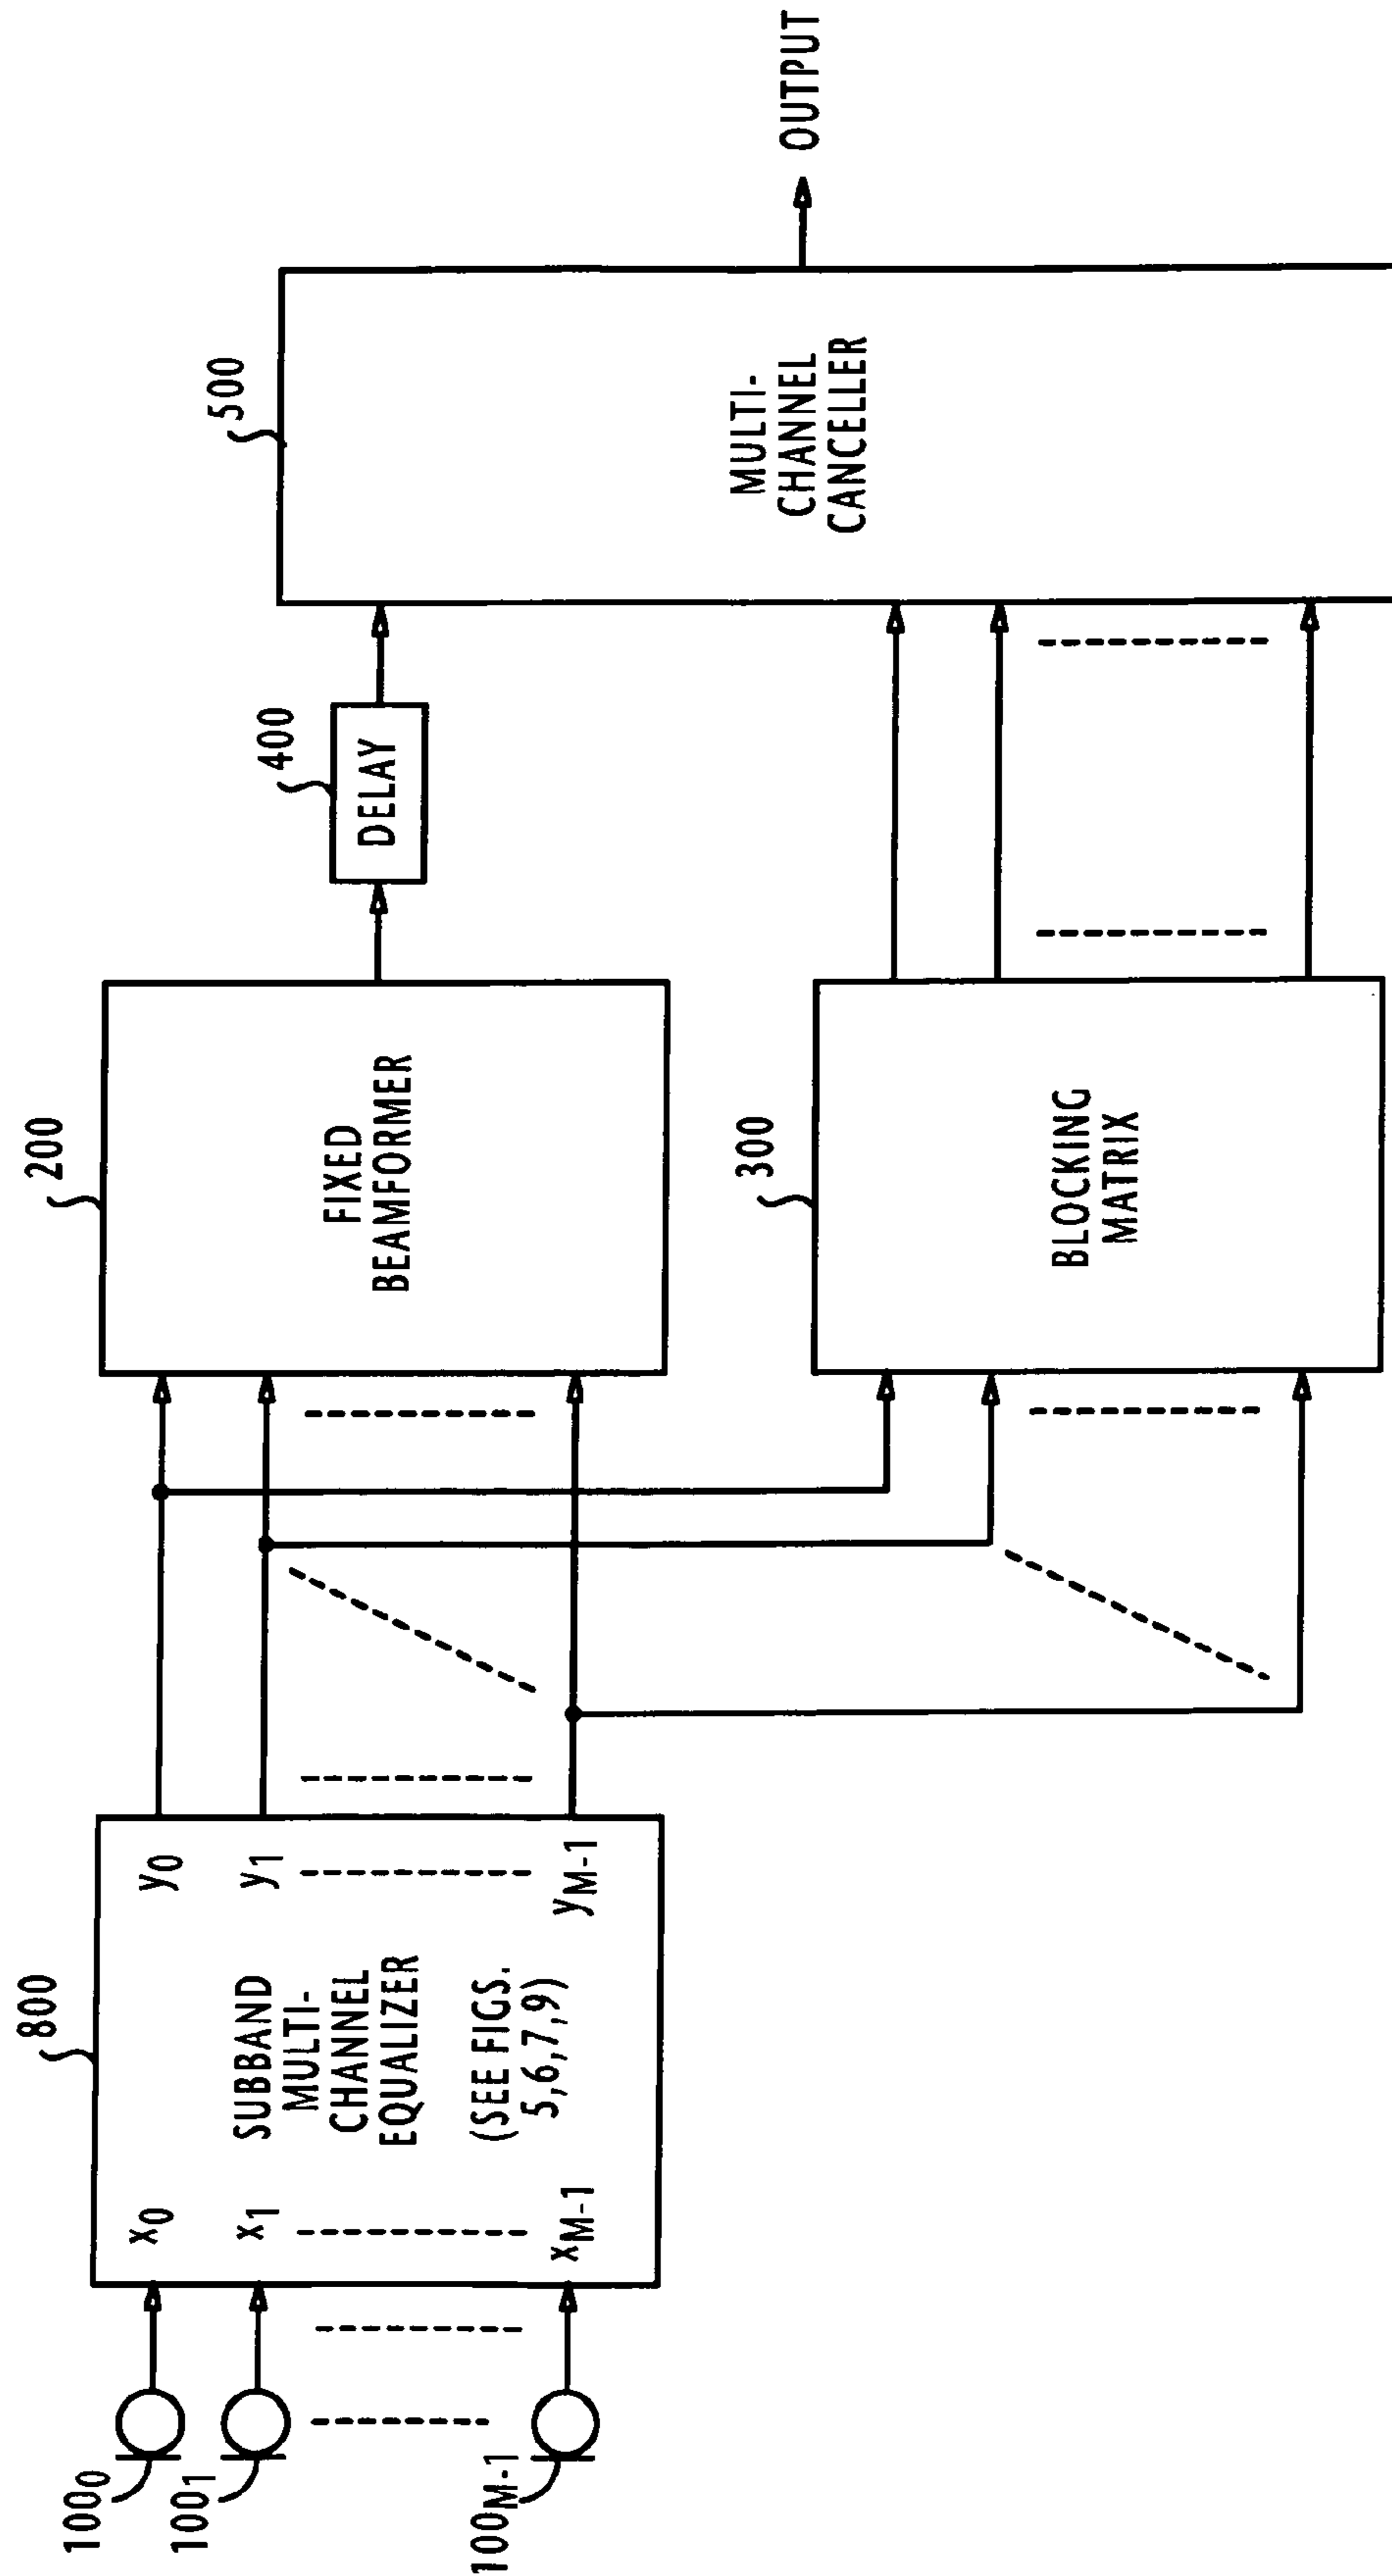 100₀
100₁
100M-1
800
x₀
x₁
xM-1
SUBBAND
MULTI-
CHANNEL
EQUALIZER
(SEE FIGS.
5,6,7,9)
y₀
y₁
yM-1
200
FIXED
BEAMFORMER
300
BLOCKING
MATRIX
400
DELAY
500
MULTI-
CHANNEL
CANCELLER
OUTPUT